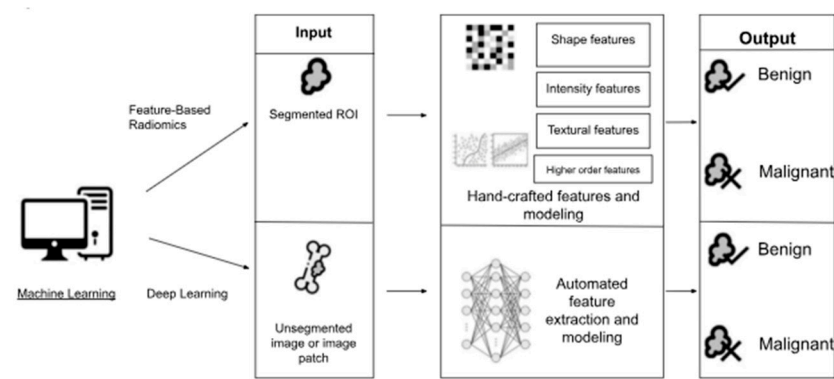 Input
Output
Shape features
Intensity features
Textural features
Higher order features
Hand-crafted features and
modeling
Feature-Based
Radiomics
Segmented ROI
Benign
Malignant
Machine Learning
Deep Learning
Unsegmented
image or image
patch
Automated
feature
extraction and
modeling
Benign
Malignant